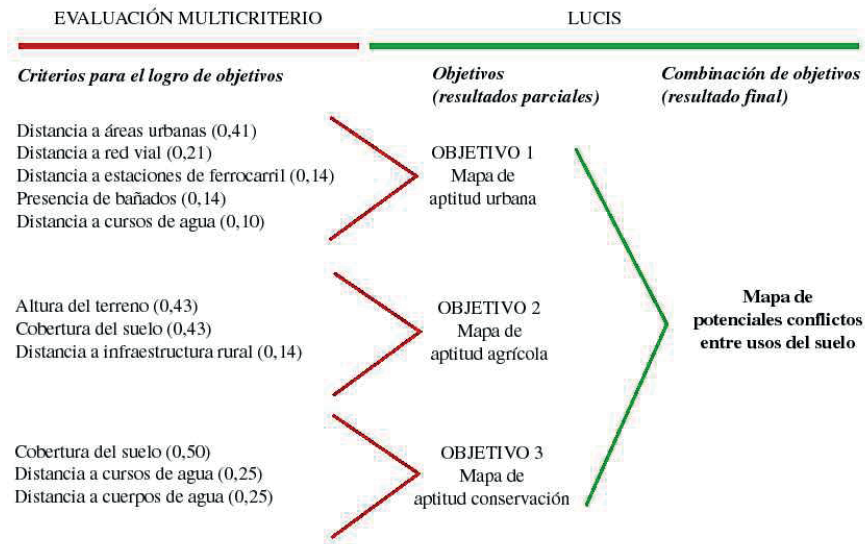 EVALUACIÓN MULTICRITERIO
LUCIS
Criterios para el logro de objetivos
Objetivos
(resultados parciales)
Combinación de objetivos
(resultado final)
Distancia a áreas urbanas (0,41)
Distancia a red vial (0,21)
Distancia a estaciones de ferrocarril (0,14)
Presencia de bañados (0,14)
Distancia a cursos de agua (0,10)
OBJETIVO 1
Mapa de
aptitud urbana
Altura del terreno (0,43)
Cobertura del suelo (0,43)
Distancia a infraestructura rural (0,14)
OBJETIVO 2
Mapa de
aptitud agrícola
Cobertura del suelo (0,50)
Distancia a cursos de agua (0,25)
Distancia a cuerpos de agua (0,25)
OBJETIVO 3
Mapa de
aptitud conservación
Mapa de
potenciales conflictos
entre usos del suelo